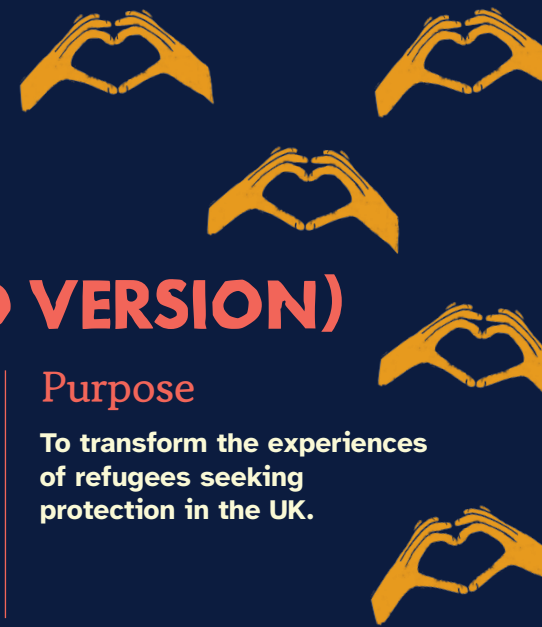 VERSION)
Purpose
To transform the experiences
of refugees seeking
protection in the UK.